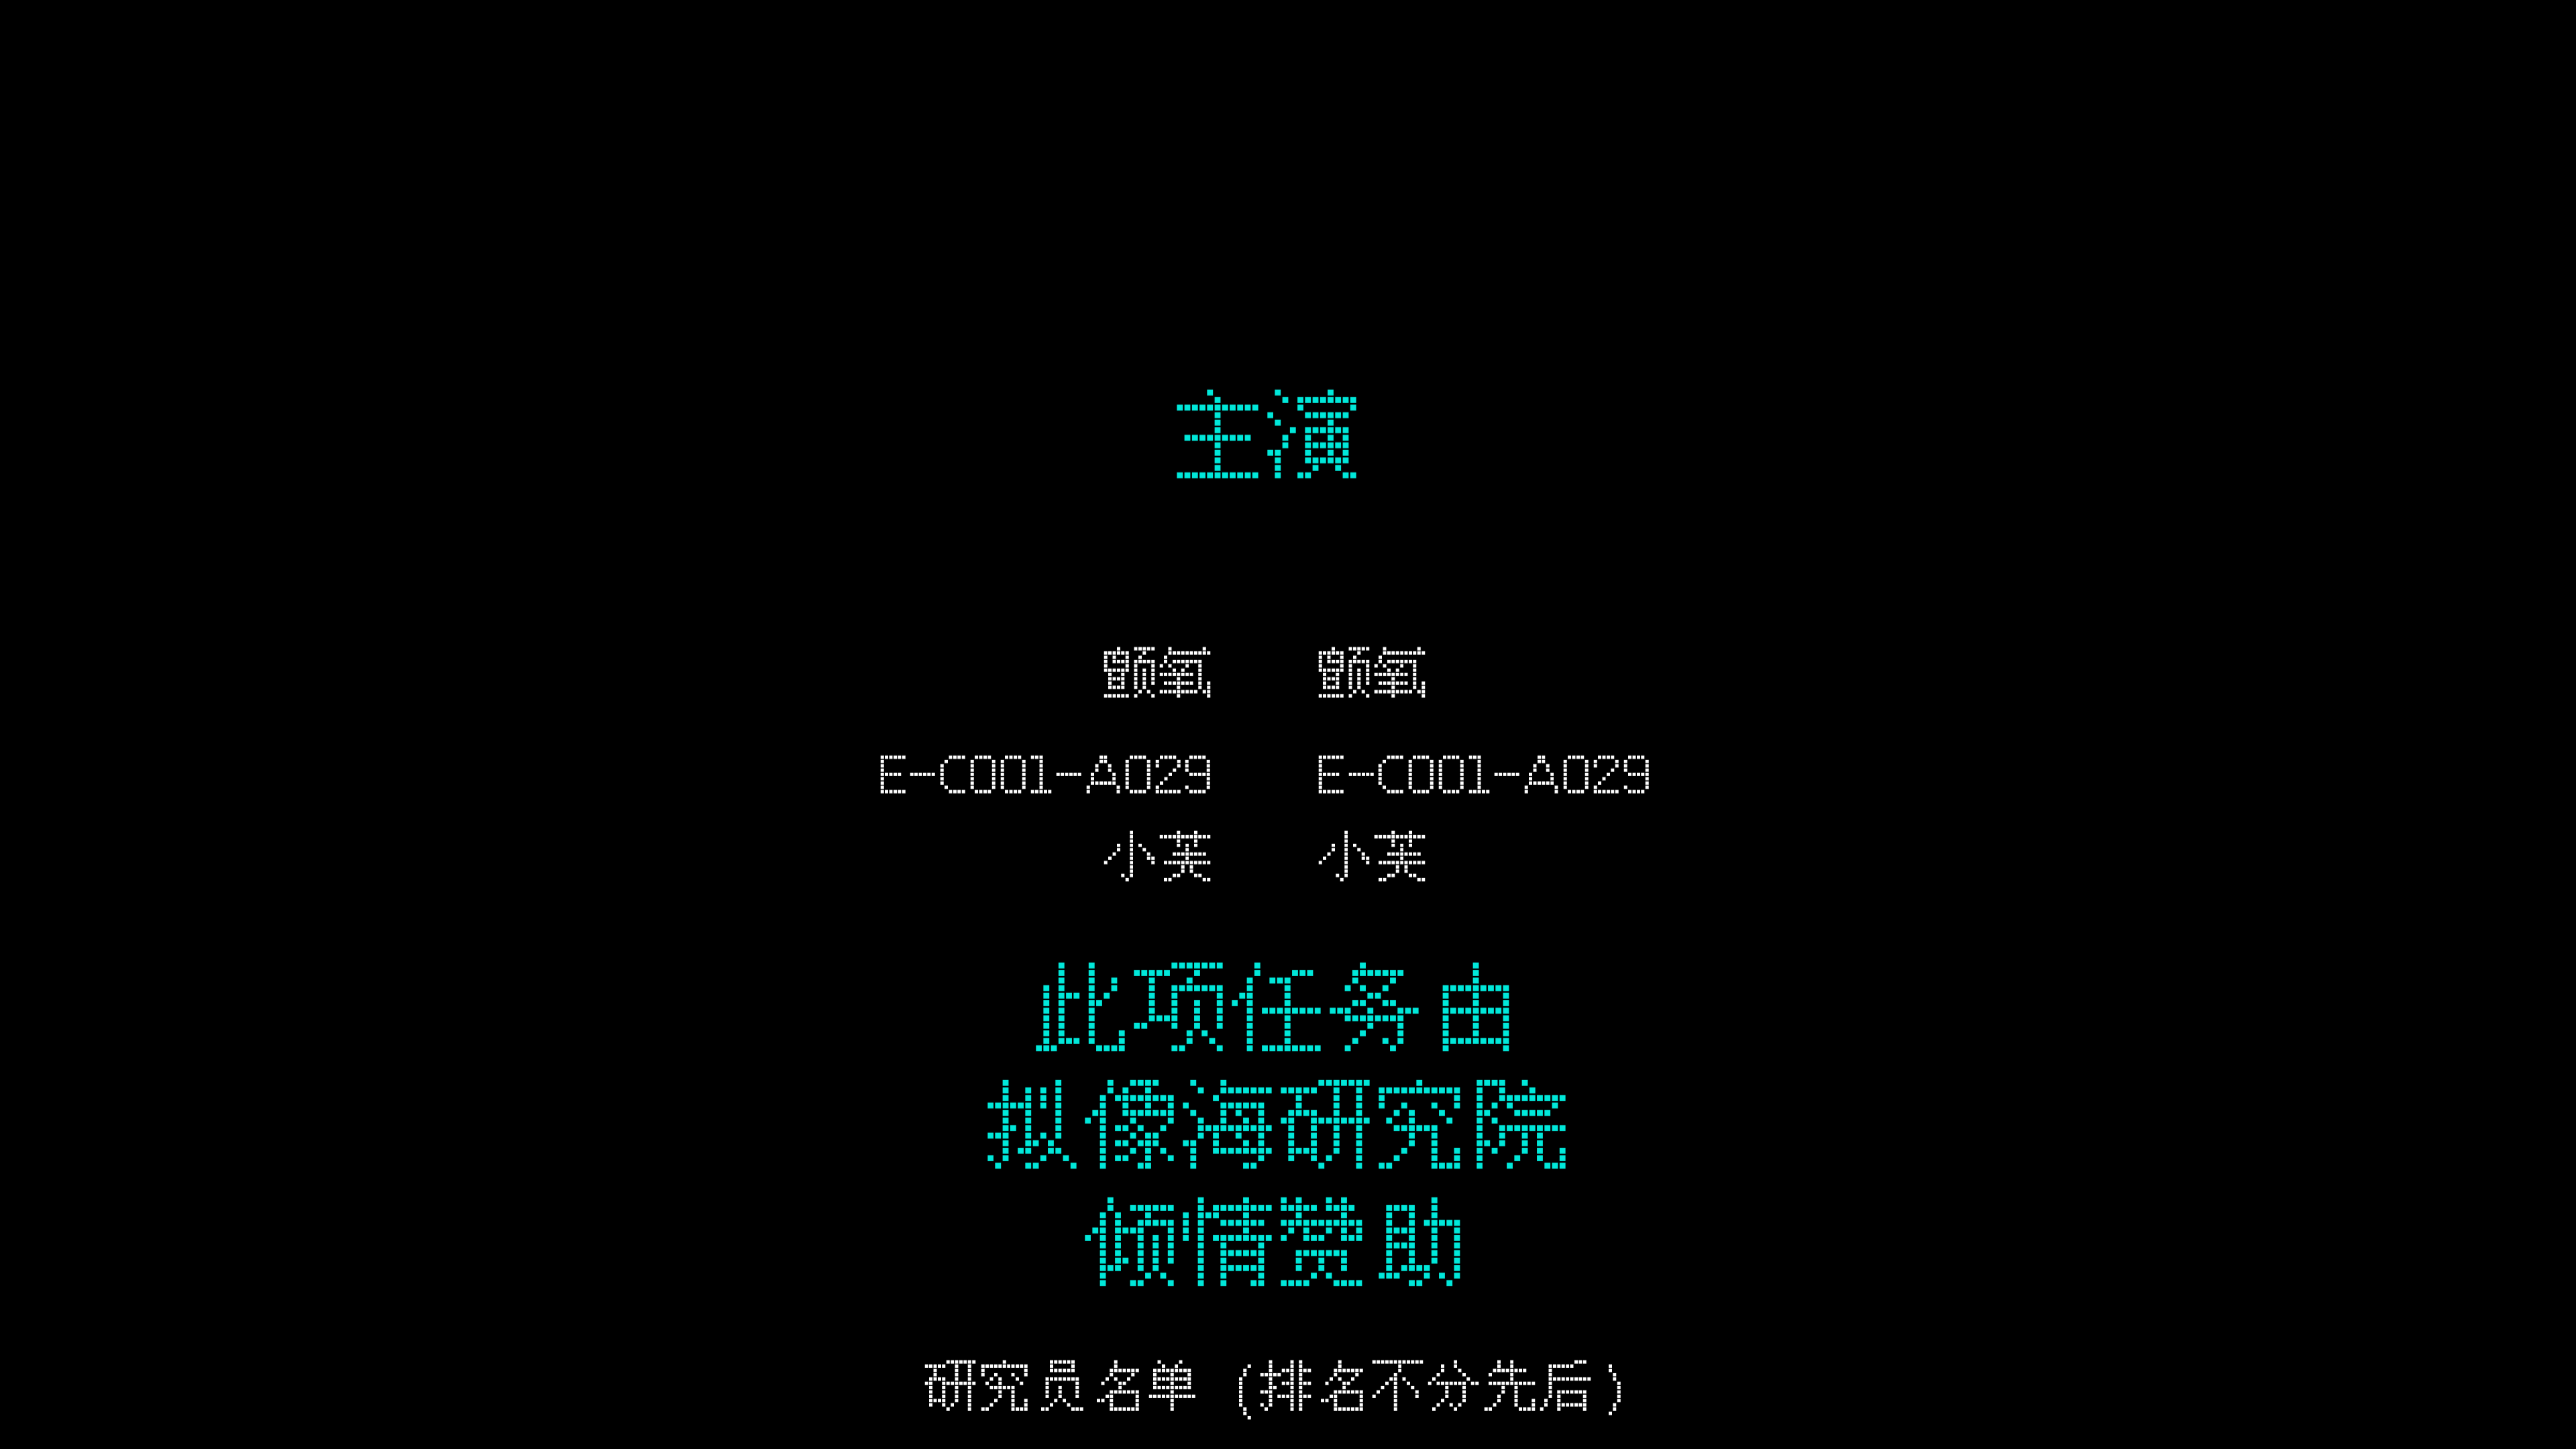 主演
颤氧 颤氧
E-C001-A029 E-C001-A029
小芙 小芙
此项任务由
拟像海研究院
倾情赞助
研究员名单 (排名不分先后)